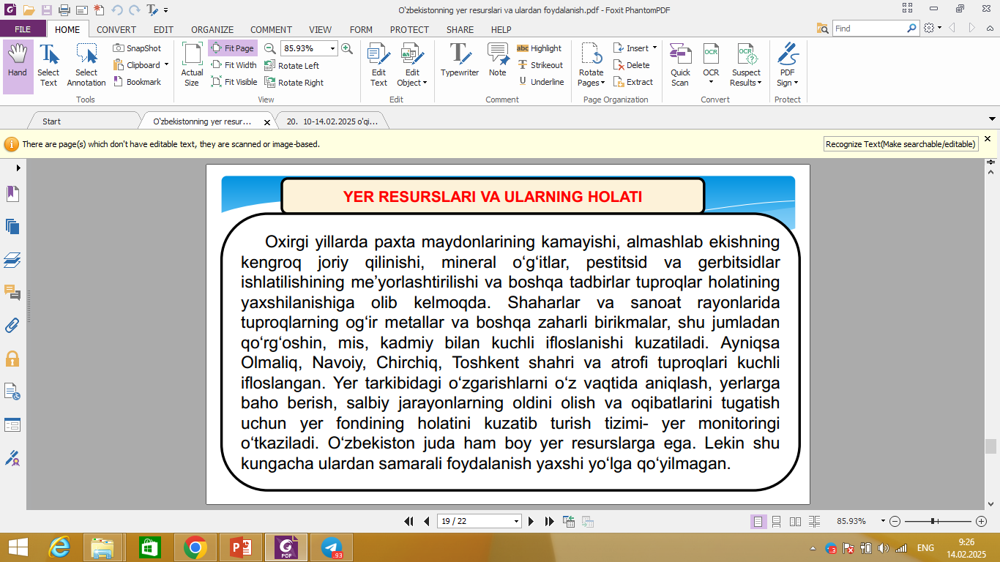 O'zbekistonning yer resurslari va ulardan foydalanish.pdf - Foxit PhantomPDF
FILE HOME CONVERT EDIT ORGANIZE COMMENT VIEW FORM PROTECT SHARE HELP Find
Hand
Select Text
Select Annotation
SnapShot
Clipboard
Bookmark
Tools
Actual Size
Fit Page
Fit Width
Fit Visible
85.93%
Rotate Left
Rotate Right
View
Edit Text
Edit Object
Edit
Typewriter
Note
abc Highlight
Strikeout
U Underline
Comment
Rotate Pages
Insert
Delete
Extract
Page Organization
Quick Scan
OCR
OCR
OCR
Suspect Results
Convert
PDF Sign
Protect
Start
O'zbekistonning yer resur...
20. 10-14.02.2025 o'qi...
There are page(s) which don't have editable text, they are scanned or image-based.
Recognize Text(Make searchable/editable)
YER RESURSLARI VA ULARNING HOLATI
Oxirgi yillarda paxta maydonlarining kamayishi, almashlab ekishning
kengroq joriy qilinishi, mineral o‘g‘itlar, pestitsid va gerbitsidlar
ishlatilishining me’yorlashtirilishi va boshqa tadbirlar tuproqlar holatining
yaxshilanishiga olib kelmoqda. Shaharlar va sanoat rayonlarida
tuproqlarning og‘ir metallar va boshqa zaharli birikmalar, shu jumladan
qo‘rg‘oshin, mis, kadmiy bilan kuchli ifloslanishi kuzatiladi. Ayniqsa
Olmaliq, Navoiy, Chirchiq, Toshkent shahri va atrofi tuproqlari kuchli
ifloslangan. Yer tarkibidagi o‘zgarishlarni o‘z vaqtida aniqlash, yerlarga
baho berish, salbiy jarayonlarning oldini olish va oqibatlarini tugatish
uchun yer fondining holatini kuzatib turish tizimi- yer monitoringi
o‘tkaziladi. O‘zbekiston juda ham boy yer resurslarga ega. Lekin shu
kungacha ulardan samarali foydalanish yaxshi yo‘lga qo‘yilmagan.
19 / 22
85.93%
PDF
93
ENG
9:26
14.02.2025